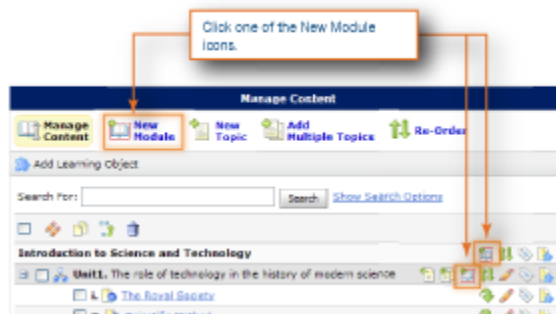 Click one of the New Module
icons.
Manage Content
Manage Content
New Module
New Topic
Add Multiple Topics
Re-Order
Add Learning Object
Search For:
Search
Show Search Options
Introduction to Science and Technology
Unit1. The role of technology in the history of modern science
i. The Royal Society
Scientific Method